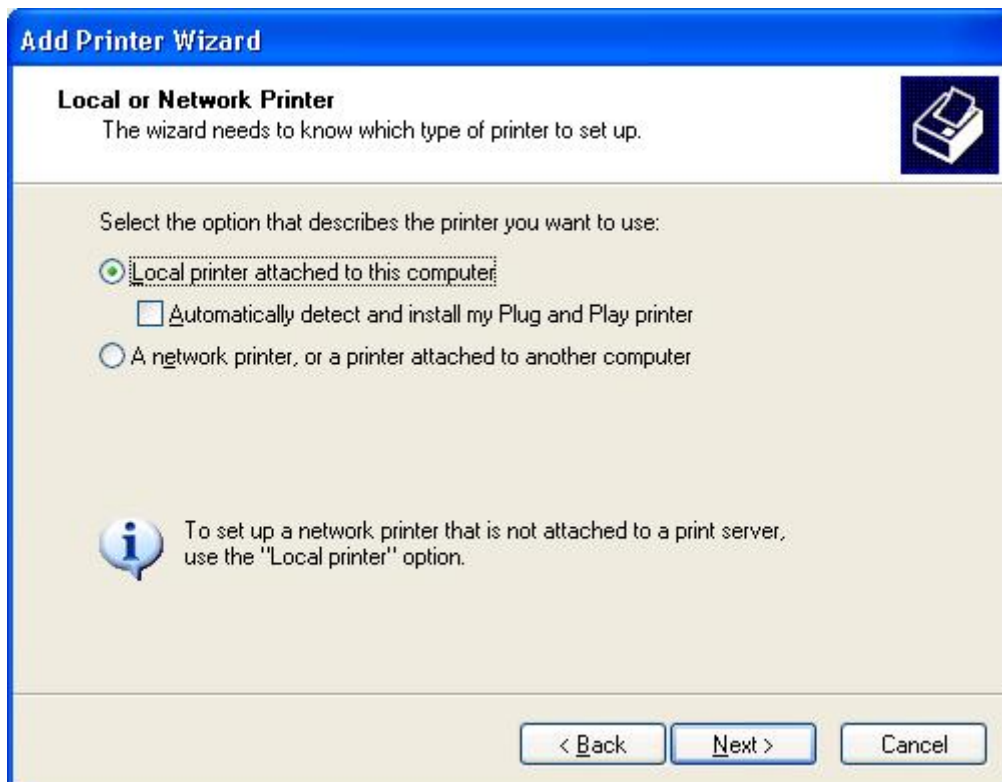 Add Printer Wizard
Local or Network Printer
The wizard needs to know which type of printer to set up.
Select the option that describes the printer you want to use:
Local printer attached to this computer
Automatically detect and install my Plug and Play printer
A network printer, or a printer attached to another computer
To set up a network printer that is not attached to a print server,
use the "Local printer" option.
< Back Next > Cancel